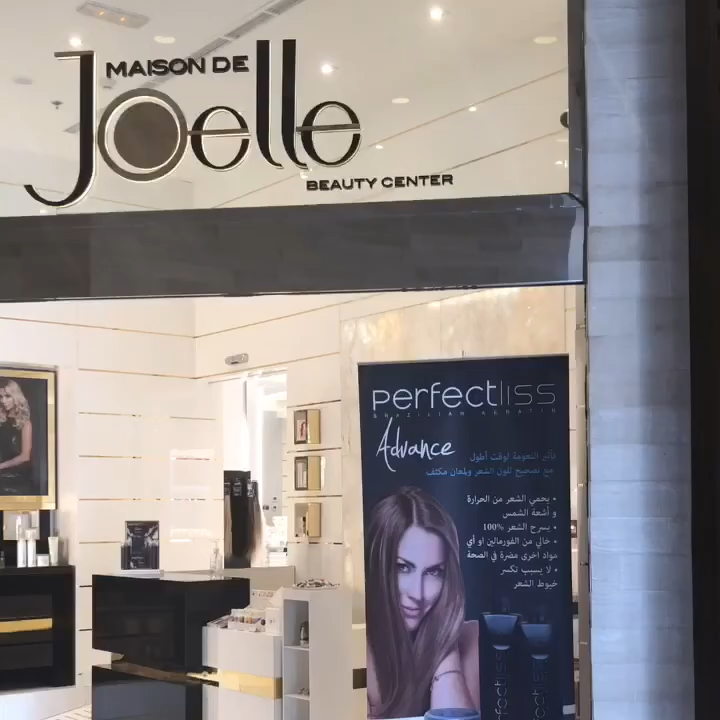 MAISON DE
Joelle
BEAUTY CENTER
perfectliss
BRAZILIAN KERATIN
Advance
تأثير النعومة لوقت أطول
مع تصحيح للون الشعر ولمعان مكثف
• يحمي الشعر من الحرارة
و أشعة الشمس
• يسرح الشعر 100%
• خالي من الفورمالين او أي
مواد اخرى مضرة في الصحة
• لا يسبب تكسر
خيوط الشعر